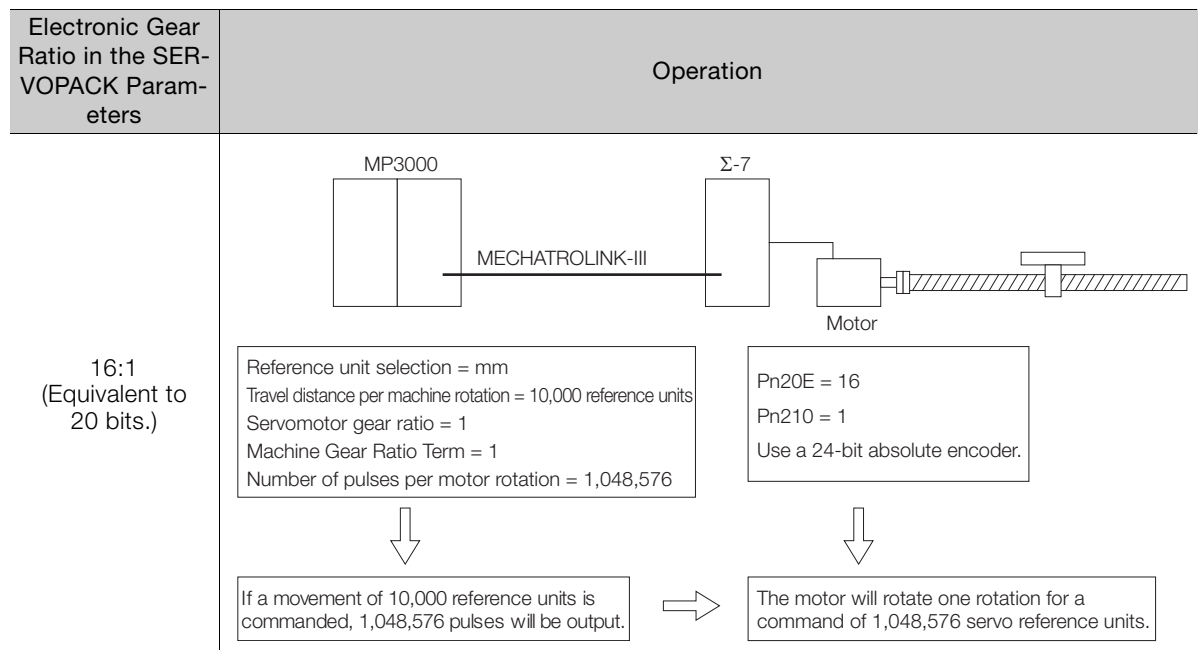 Electronic Gear
Ratio in the SER-
VOPACK Param-
eters
Operation
16:1
(Equivalent to
20 bits.)
MP3000
Σ-7
MECHATROLINK-III
Motor
Reference unit selection = mm
Travel distance per machine rotation = 10,000 reference units
Servomotor gear ratio = 1
Machine Gear Ratio Term = 1
Number of pulses per motor rotation = 1,048,576
Pn20E = 16
Pn210 = 1
Use a 24-bit absolute encoder.
If a movement of 10,000 reference units is
commanded, 1,048,576 pulses will be output.
The motor will rotate one rotation for a
command of 1,048,576 servo reference units.